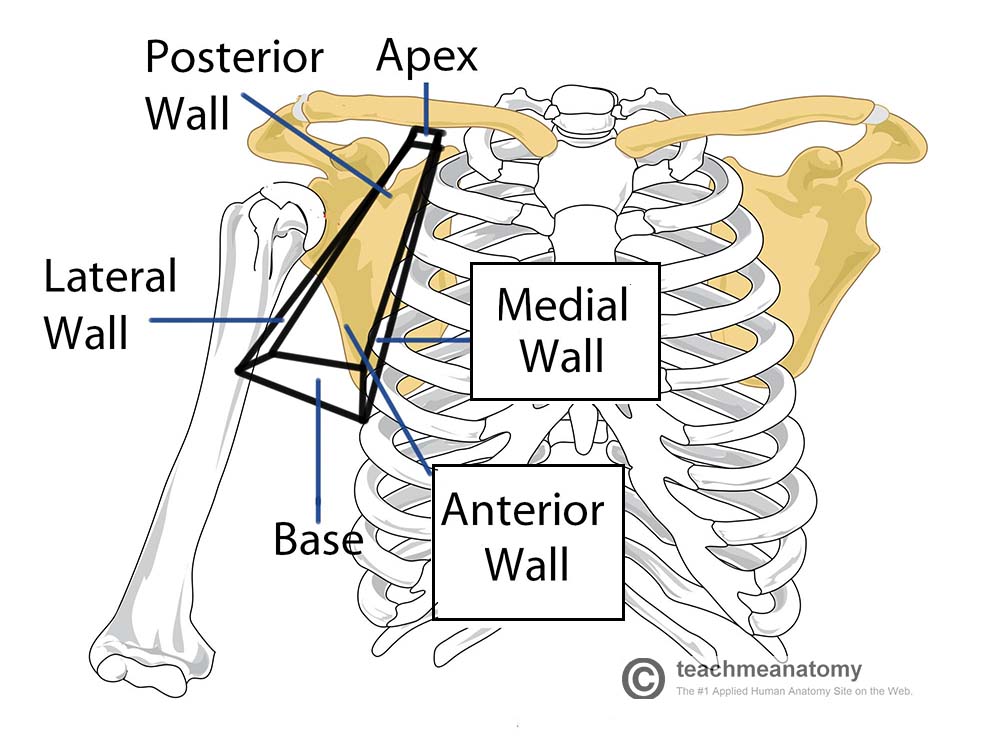 Posterior
Wall
Apex
Lateral
Wall
Medial
Wall
Anterior
Wall
Base
© teachmeanatomy
The #1 Applied Human Anatomy Site on the Web.